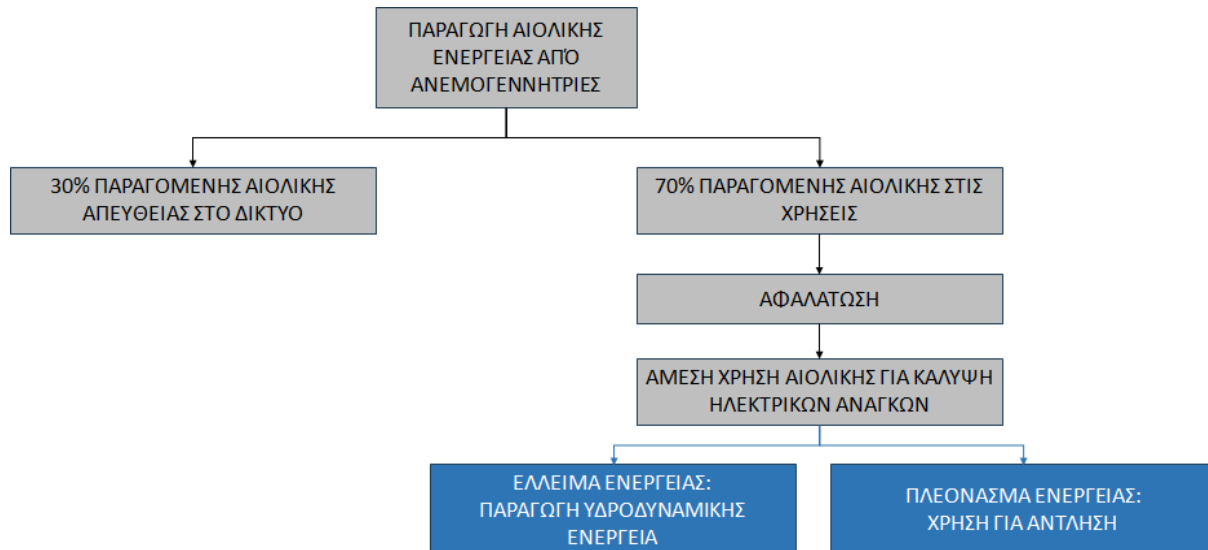 ΠΑΡΑΓΩΓΗ ΑΙΟΛΙΚΗΣ
ΕΝΕΡΓΕΙΑΣ ΑΠΌ
ΑΝΕΜΟΓΕΝΝΗΤΡΙΕΣ
30% ΠΑΡΑΓΟΜΕΝΗΣ ΑΙΟΛΙΚΗΣ
ΑΠΕΥΘΕΙΑΣ ΣΤΟ ΔΙΚΤΥΟ
70% ΠΑΡΑΓΟΜΕΝΗΣ ΑΙΟΛΙΚΗΣ ΣΤΙΣ
ΧΡΗΣΕΙΣ
ΑΦΑΛΑΤΩΣΗ
ΑΜΕΣΗ ΧΡΗΣΗ ΑΙΟΛΙΚΗΣ ΓΙΑ ΚΑΛΥΨΗ
ΗΛΕΚΤΡΙΚΩΝ ΑΝΑΓΚΩΝ
ΕΛΛΕΙΜΑ ΕΝΕΡΓΕΙΑΣ:
ΠΑΡΑΓΩΓΗ ΥΔΡΟΔΥΝΑΜΙΚΗΣ
ΕΝΕΡΓΕΙΑ
ΠΛΕΟΝΑΣΜΑ ΕΝΕΡΓΕΙΑΣ:
ΧΡΗΣΗ ΓΙΑ ΑΝΤΛΗΣΗ